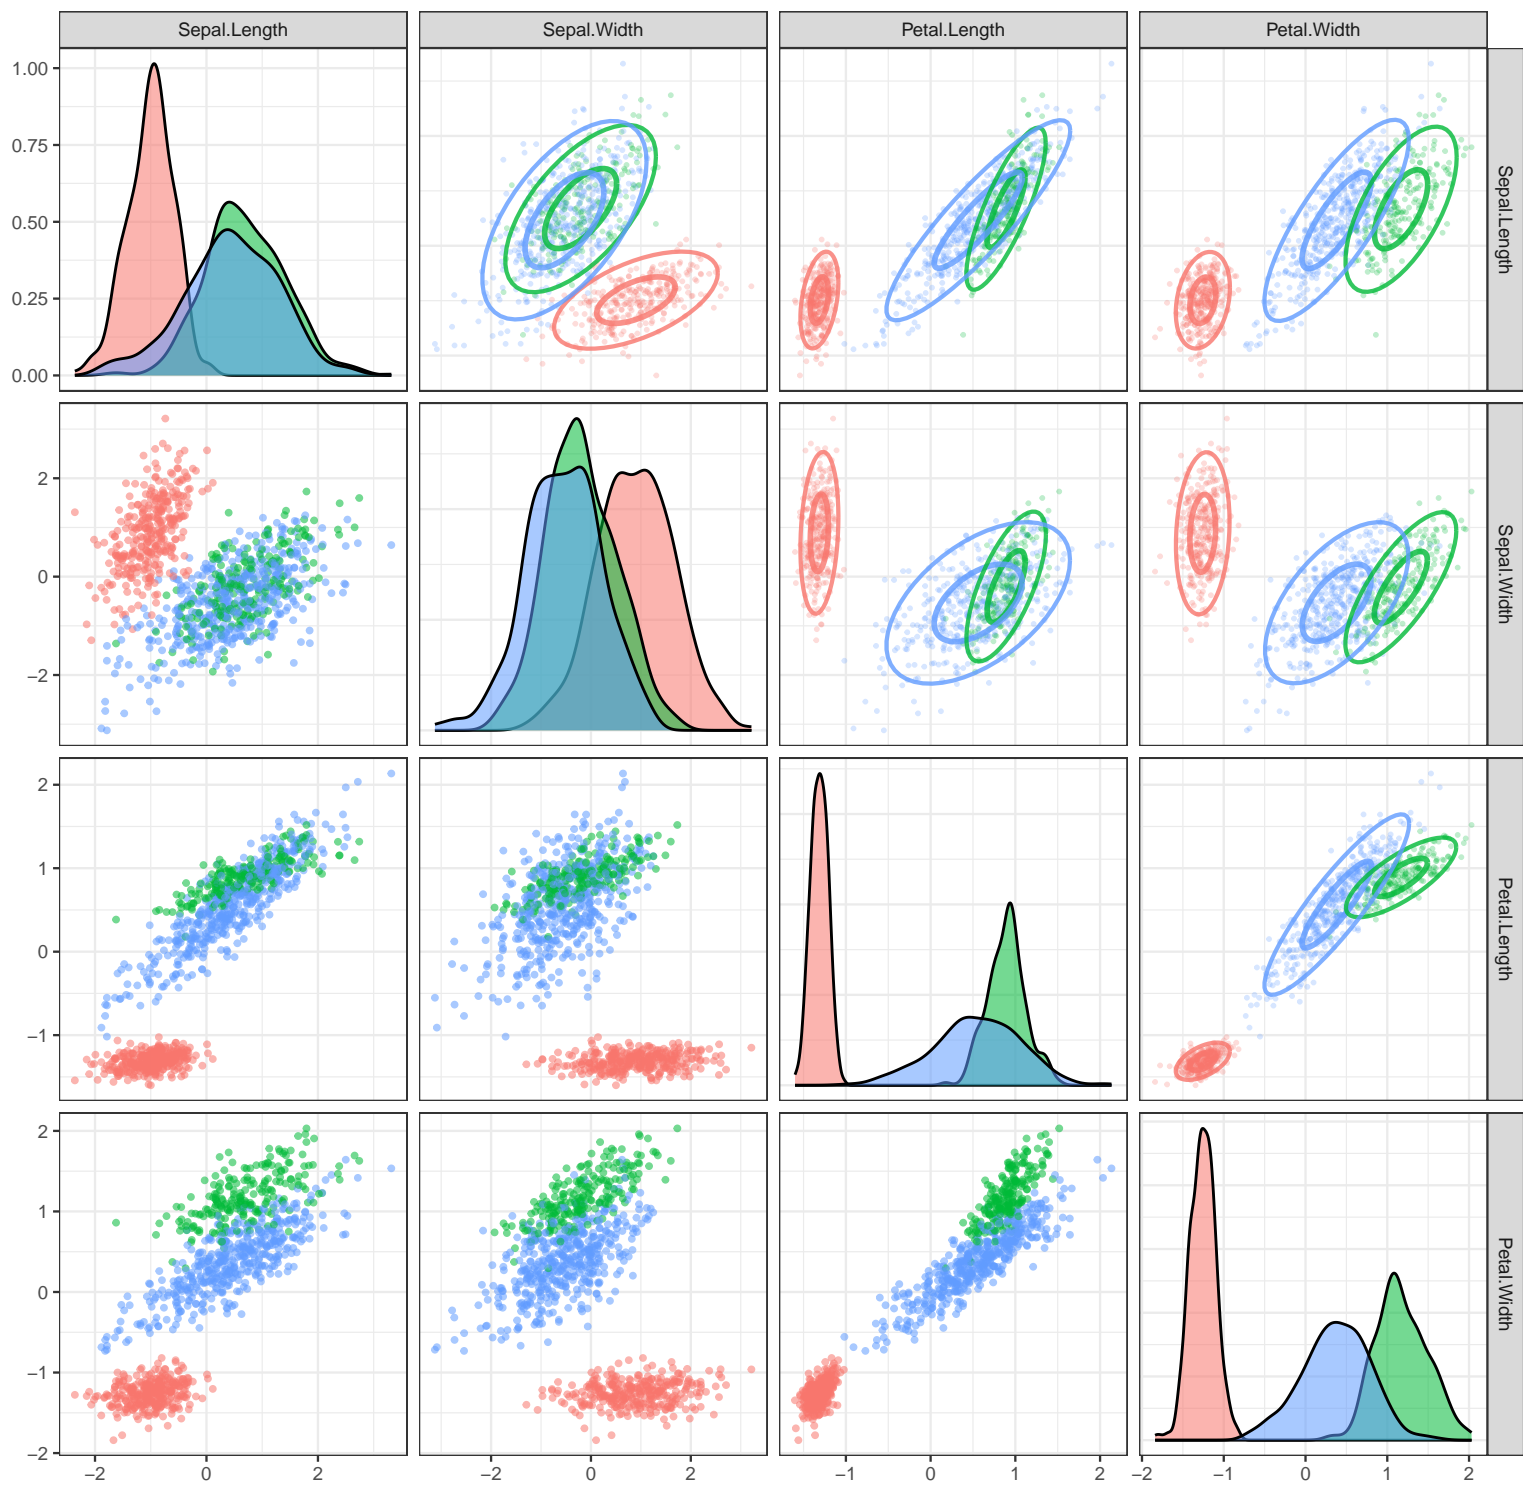 Sepal.Length Sepal.Width Petal.Length Petal.Width
1.00
0.75
0.50
0.25
0.00
Sepal.Length
2
0
−2
Sepal.Width
2
1
0
−1
Petal.Length
2
1
0
−1
−2
Petal.Width
−2 0 2 −2 0 2 −1 0 1 2 −2 −1 0 1 2